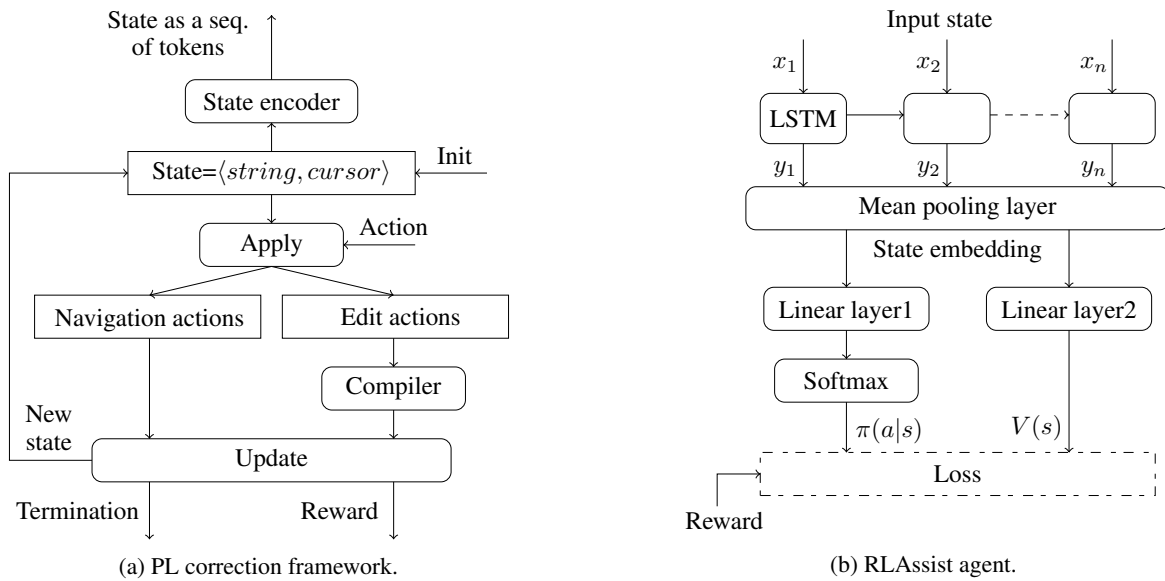 State as a seq.
of tokens
State encoder
State=⟨string, cursor⟩
Init
Apply
Action
Navigation actions
Edit actions
Compiler
New
state
Update
Termination
Reward
(a) PL correction framework.
Input state
x₁
x₂
xₙ
LSTM
y₁
y₂
yₙ
Mean pooling layer
State embedding
Linear layer1
Linear layer2
Softmax
π(a|s)
V(s)
Loss
Reward
(b) RLAssist agent.